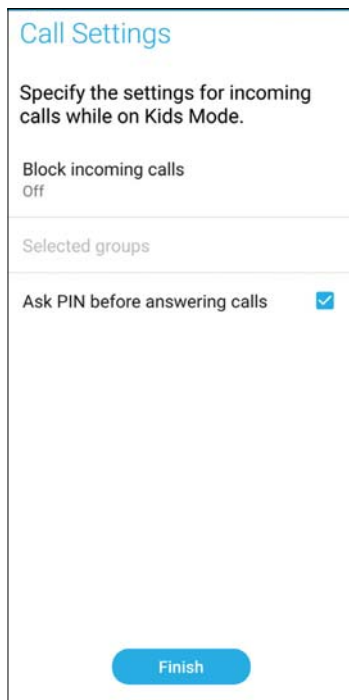 Call Settings
Specify the settings for incoming
calls while on Kids Mode.
Block incoming calls
Off
Selected groups
Ask PIN before answering calls
Finish